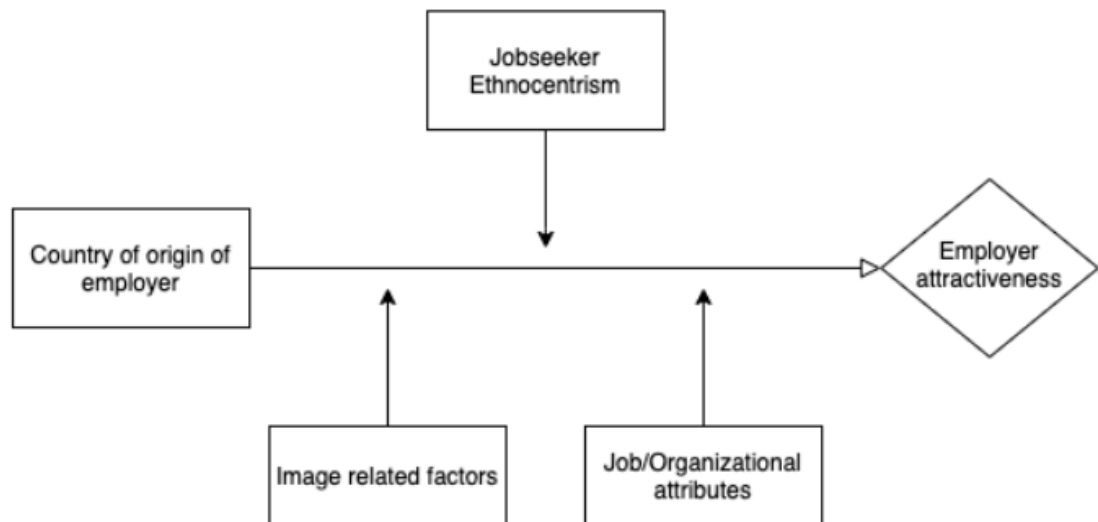 Jobseeker
Ethnocentrism
Country of origin of
employer
Employer
attractiveness
Image related factors
Job/Organizational
attributes